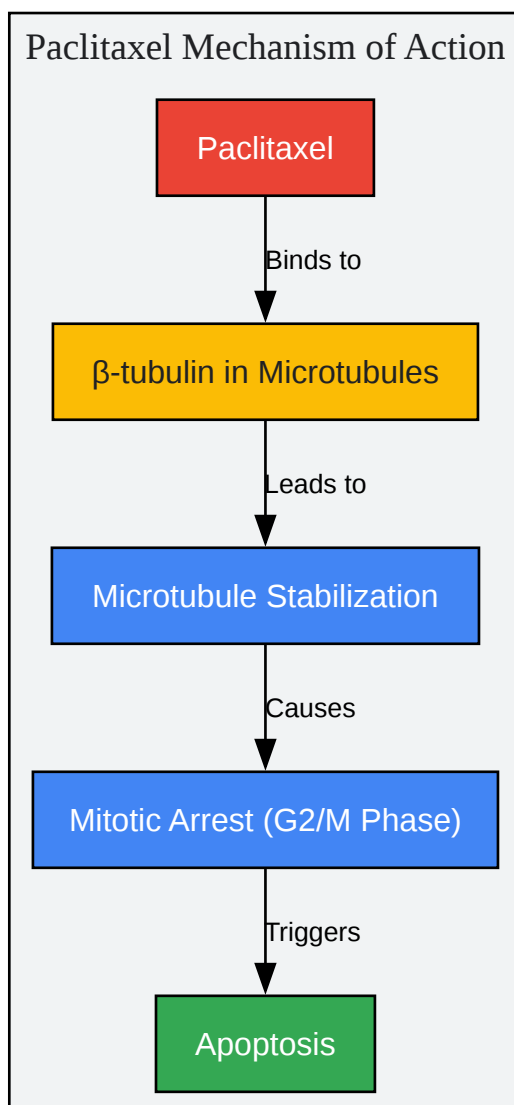 Paclitaxel Mechanism of Action
Paclitaxel
Binds to
β-tubulin in Microtubules
Leads to
Microtubule Stabilization
Causes
Mitotic Arrest (G2/M Phase)
Triggers
Apoptosis